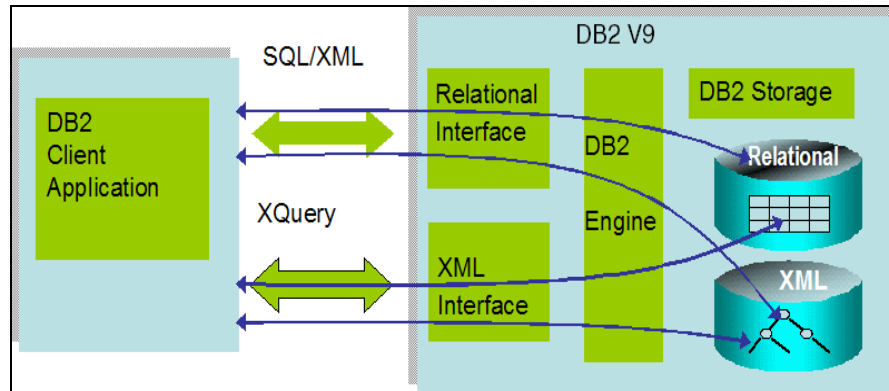 DB2 V9
SQL/XML
DB2
Client
Application
XQuery
Relational
Interface
XML
Interface
DB2
Engine
DB2 Storage
Relational
XML